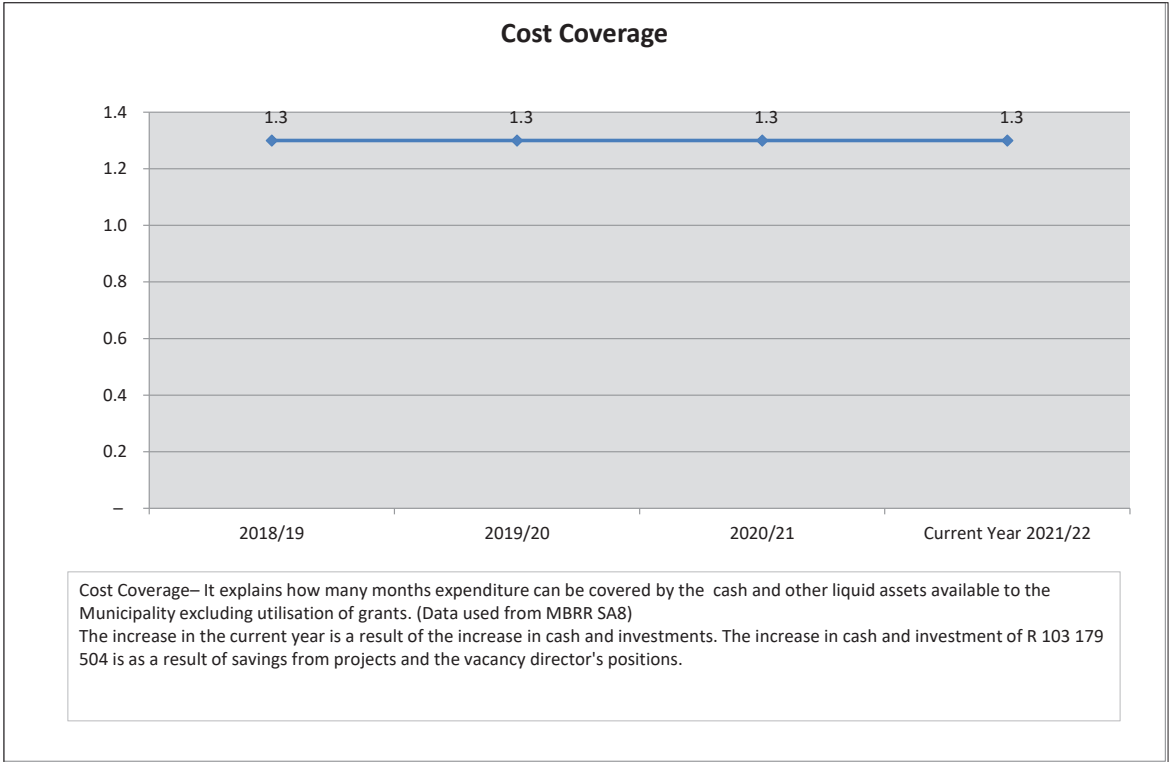 Cost Coverage
1.4
1.2
1.0
0.8
0.6
0.4
0.2
–
1.3 1.3 1.3 1.3
2018/19 2019/20 2020/21 Current Year 2021/22
Cost Coverage– It explains how many months expenditure can be covered by the cash and other liquid assets available to the
Municipality excluding utilisation of grants. (Data used from MBRR SA8)
The increase in the current year is a result of the increase in cash and investments. The increase in cash and investment of R 103 179
504 is as a result of savings from projects and the vacancy director's positions.